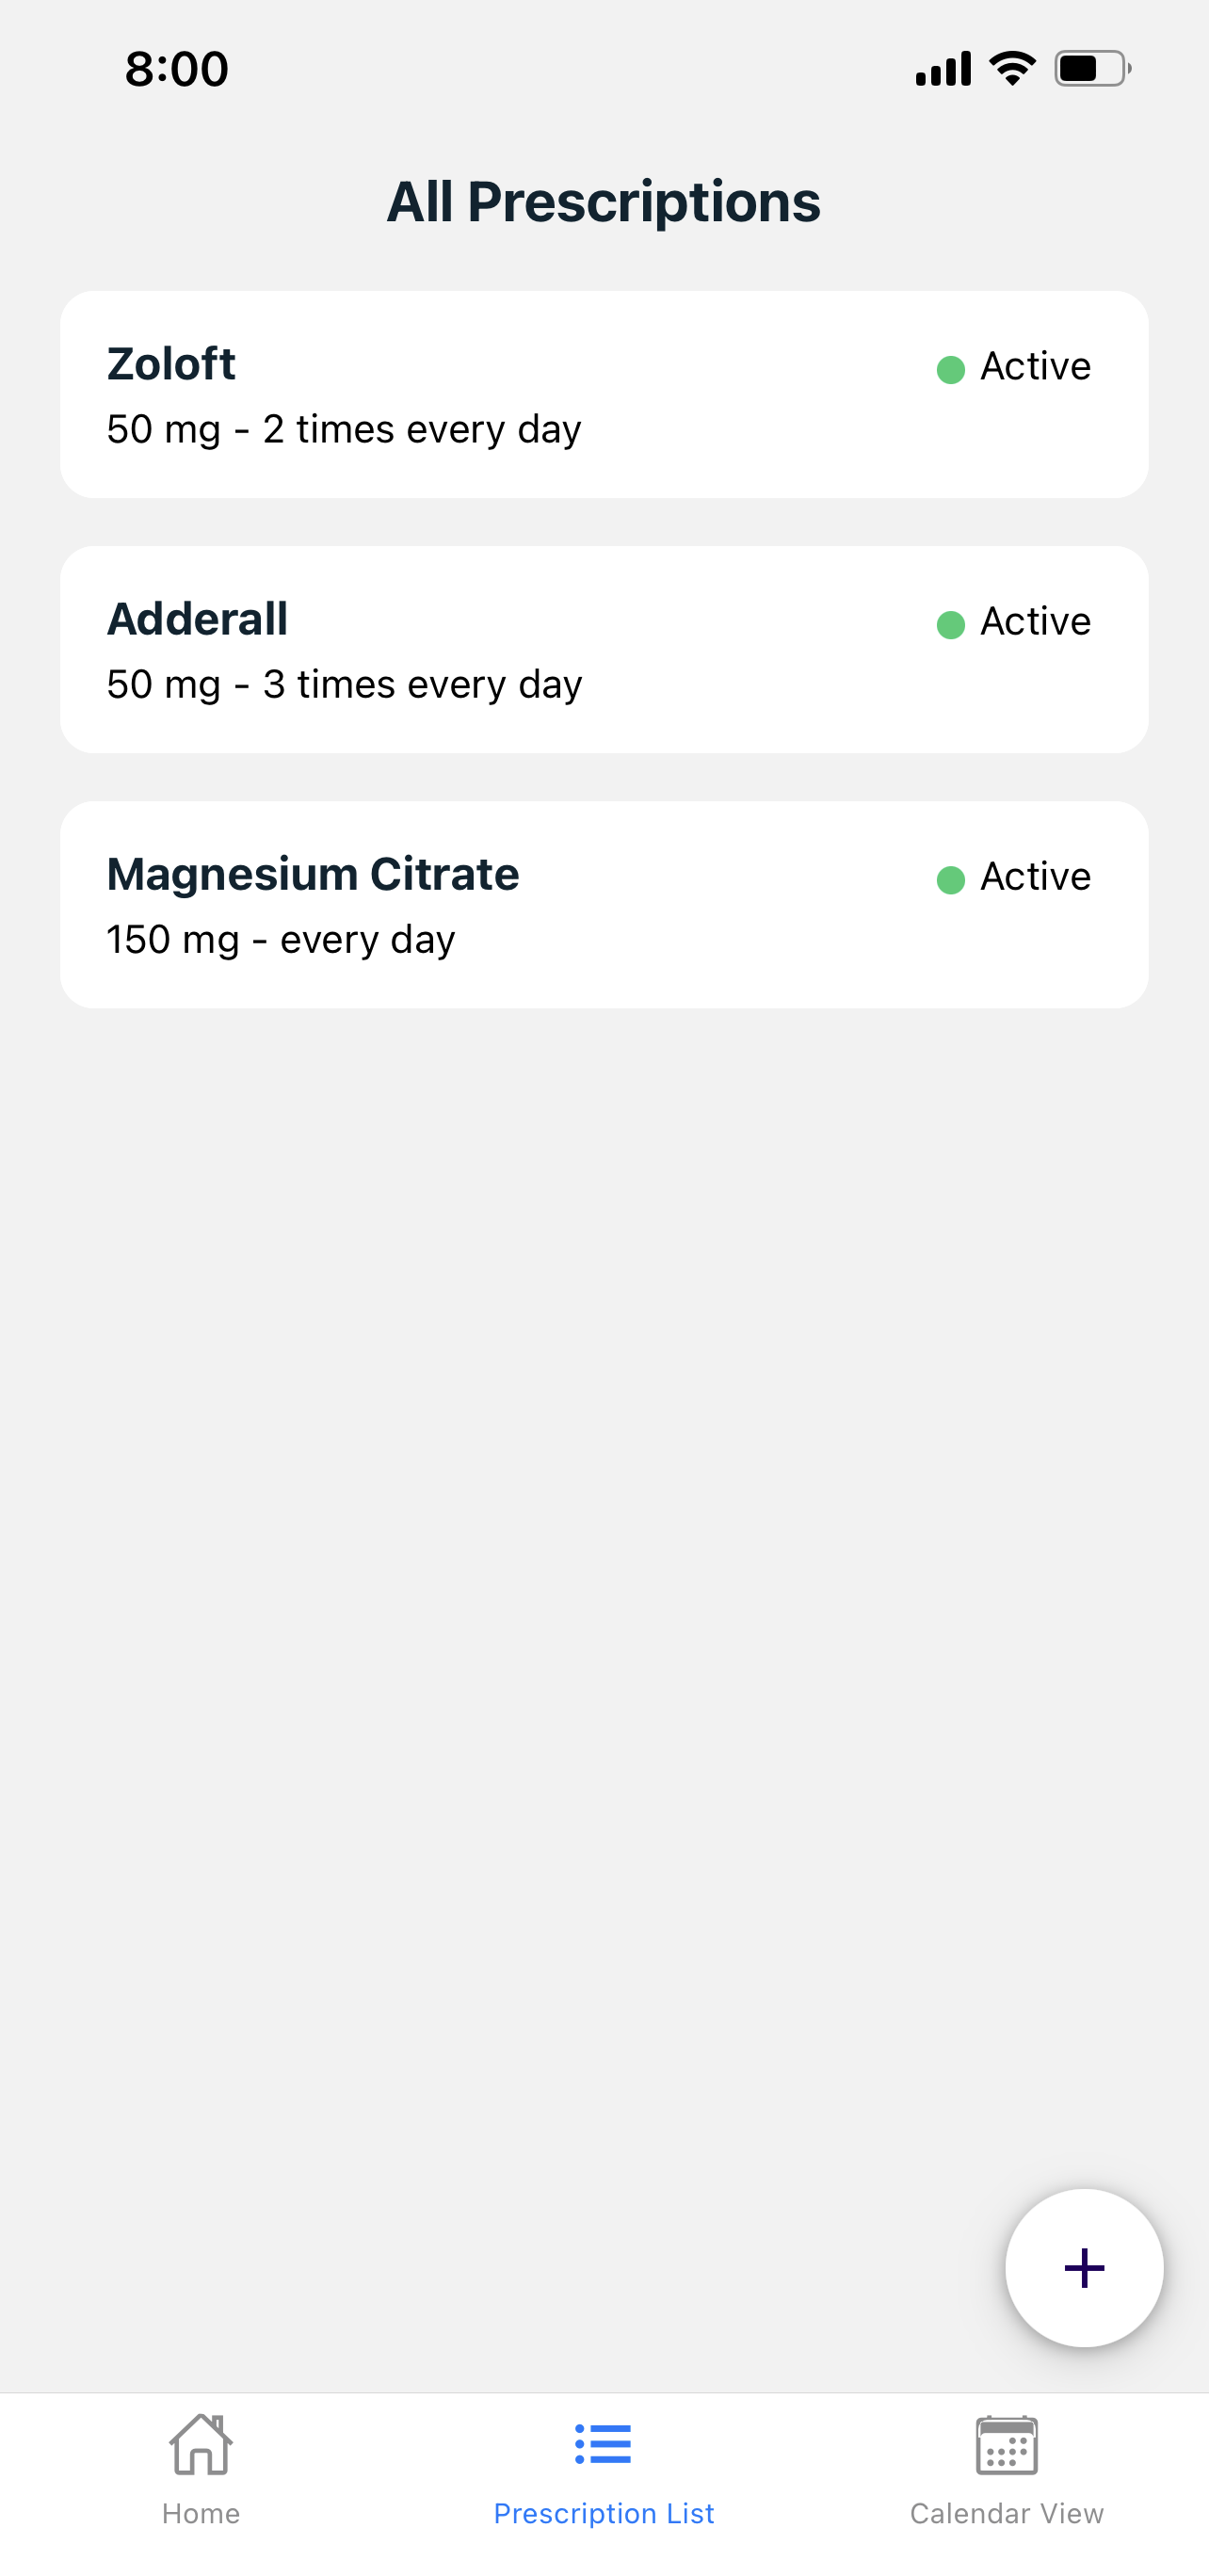 8:00
All Prescriptions
Zoloft
Active
50 mg - 2 times every day
Adderall
Active
50 mg - 3 times every day
Magnesium Citrate
Active
150 mg - every day
+
Home
Prescription List
Calendar View